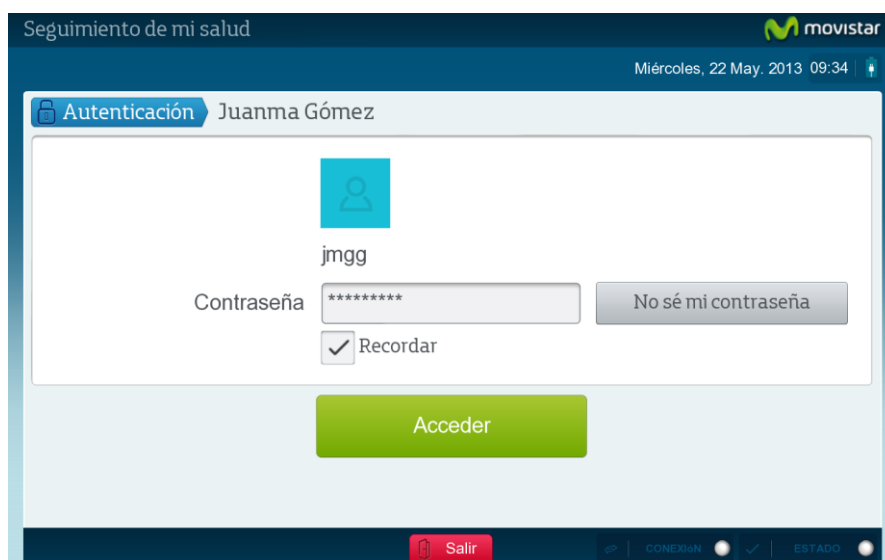 Seguimiento de mi salud
movistar
Miércoles, 22 May. 2013 09:34
Autenticación Juanma Gómez
jmgg
Contraseña ********* No sé mi contraseña
Recordar
Acceder
Salir CONEXIoN ESTADO